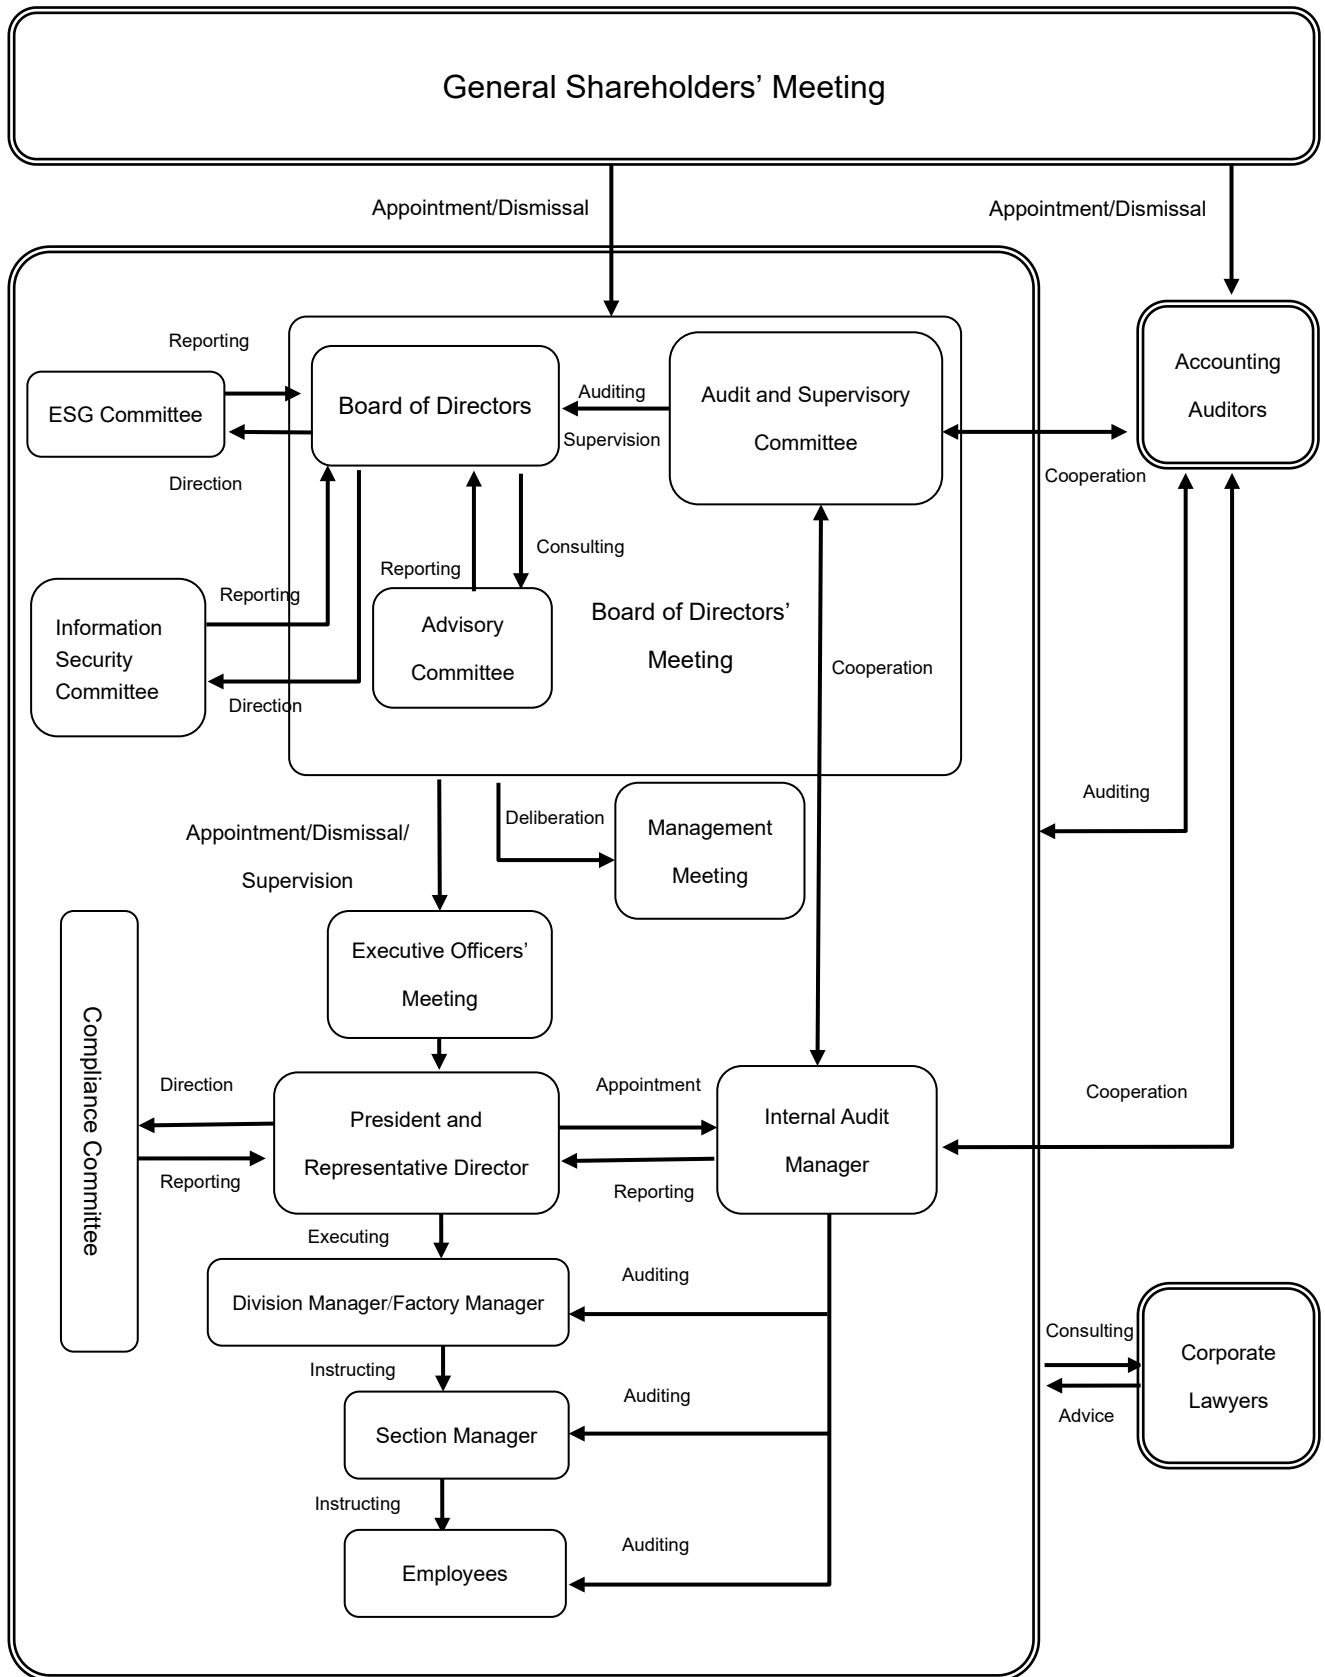 General Shareholders’ Meeting
Appointment/Dismissal
Appointment/Dismissal
Reporting
ESG Committee
Direction
Board of Directors
Auditing
Supervision
Audit and Supervisory
Committee
Accounting
Auditors
Cooperation
Reporting
Consulting
Reporting
Information
Security
Committee
Direction
Advisory
Committee
Board of Directors’
Meeting
Cooperation
Auditing
Appointment/Dismissal/
Supervision
Deliberation
Management
Meeting
Executive Officers’
Meeting
Compliance Committee
Direction
Reporting
President and
Representative Director
Appointment
Reporting
Internal Audit
Manager
Cooperation
Executing
Division Manager/Factory Manager
Auditing
Instructing
Section Manager
Auditing
Instructing
Employees
Auditing
Consulting
Advice
Corporate
Lawyers